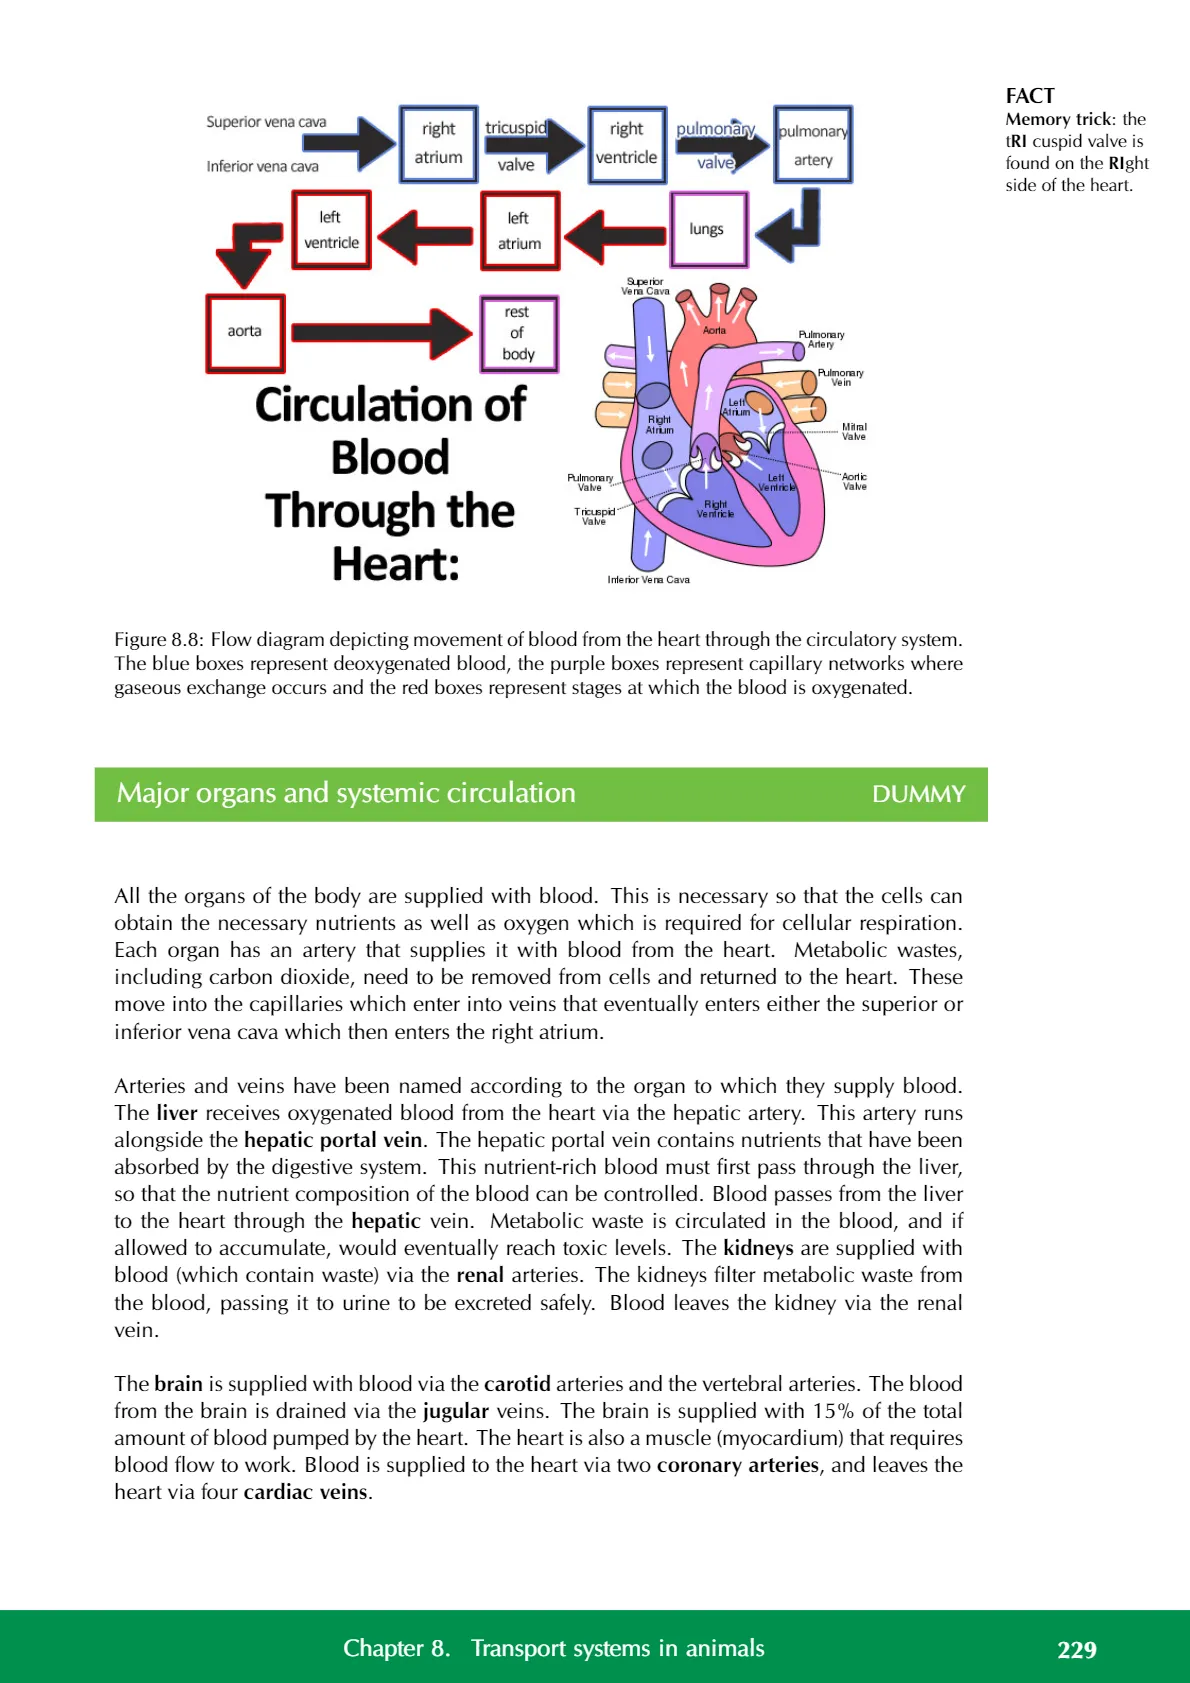 FACT
Memory trick: the
tRI cuspid valve is
found on the RIght
side of the heart.
Superior vena cava
Inferior vena cava
right
atrium
tricuspid
valve
right
ventricle
pulmonary
valve
pulmonary
artery
left
ventricle
left
atrium
lungs
aorta
rest
of
body
Circulation of
Blood
Through the
Heart:
Superior
Vena Cava
Aorta
Pulmonary
Artery
Pulmonary
Vein
Left
Atrium
Right
Atrium
Mitral
Valve
Pulmonary
Valve
Left
Ventricle
Aortic
Valve
Tricuspid
Valve
Right
Ventricle
Inferior Vena Cava
Figure 8.8: Flow diagram depicting movement of blood from the heart through the circulatory system.
The blue boxes represent deoxygenated blood, the purple boxes represent capillary networks where
gaseous exchange occurs and the red boxes represent stages at which the blood is oxygenated.
Major organs and systemic circulation DUMMY
All the organs of the body are supplied with blood. This is necessary so that the cells can
obtain the necessary nutrients as well as oxygen which is required for cellular respiration.
Each organ has an artery that supplies it with blood from the heart. Metabolic wastes,
including carbon dioxide, need to be removed from cells and returned to the heart. These
move into the capillaries which enter into veins that eventually enters either the superior or
inferior vena cava which then enters the right atrium.
Arteries and veins have been named according to the organ to which they supply blood.
The liver receives oxygenated blood from the heart via the hepatic artery. This artery runs
alongside the hepatic portal vein. The hepatic portal vein contains nutrients that have been
absorbed by the digestive system. This nutrient-rich blood must first pass through the liver,
so that the nutrient composition of the blood can be controlled. Blood passes from the liver
to the heart through the hepatic vein. Metabolic waste is circulated in the blood, and if
allowed to accumulate, would eventually reach toxic levels. The kidneys are supplied with
blood (which contain waste) via the renal arteries. The kidneys filter metabolic waste from
the blood, passing it to urine to be excreted safely. Blood leaves the kidney via the renal
vein.
The brain is supplied with blood via the carotid arteries and the vertebral arteries. The blood
from the brain is drained via the jugular veins. The brain is supplied with 15% of the total
amount of blood pumped by the heart. The heart is also a muscle (myocardium) that requires
blood flow to work. Blood is supplied to the heart via two coronary arteries, and leaves the
heart via four cardiac veins.
Chapter 8. Transport systems in animals 229